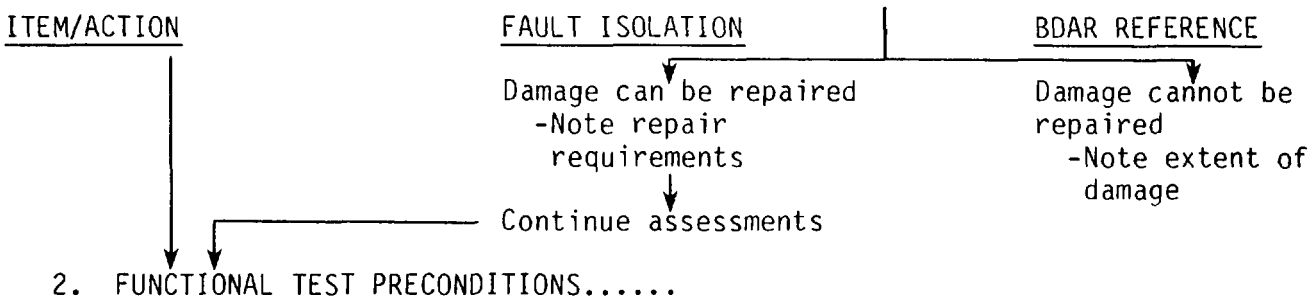 ITEM/ACTION FAULT ISOLATION BDAR REFERENCE
Damage can be repaired
-Note repair
requirements
Damage cannot be
repaired
-Note extent of
damage
Continue assessments
2. FUNCTIONAL TEST PRECONDITIONS......